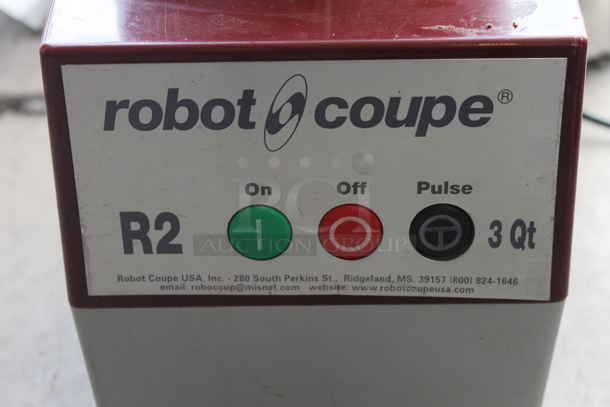 robot coupe®
On Off Pulse
R2 3 Qt
PCI
AUCTION GROUP
Robot Coupe USA. Inc. - 280 South Perkins St., Ridgeland, MS. 39157 (800) 824-1646
email: robocoup@misnet.com website: www.robotcoupeusa.com